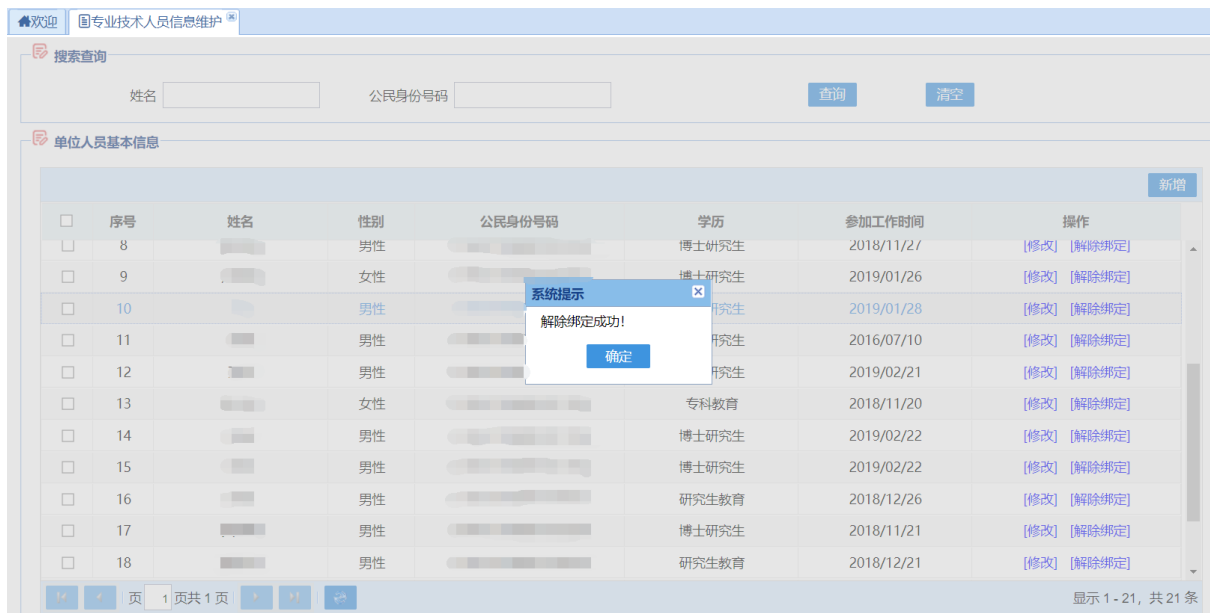 欢迎 专业技术人员信息维护
搜索查询
姓名 公民身份号码 查询 清空
单位人员基本信息
新增
序号 姓名 性别 公民身份号码 学历 参加工作时间 操作
8 男性 博士研究生 2018/11/27 [修改] [解除绑定]
9 女性 博士研究生 2019/01/26 [修改] [解除绑定]
系统提示
10 男性 研究生 2019/01/28 [修改] [解除绑定]
解除绑定成功!
11 男性 研究生 2016/07/10 [修改] [解除绑定]
确定
12 男性 研究生 2019/02/21 [修改] [解除绑定]
13 女性 专科教育 2018/11/20 [修改] [解除绑定]
14 男性 博士研究生 2019/02/22 [修改] [解除绑定]
15 男性 博士研究生 2019/02/22 [修改] [解除绑定]
16 男性 研究生教育 2018/12/26 [修改] [解除绑定]
17 男性 博士研究生 2018/11/21 [修改] [解除绑定]
18 男性 研究生教育 2018/12/21 [修改] [解除绑定]
页 1 页共 1 页 显示 1 - 21, 共 21 条